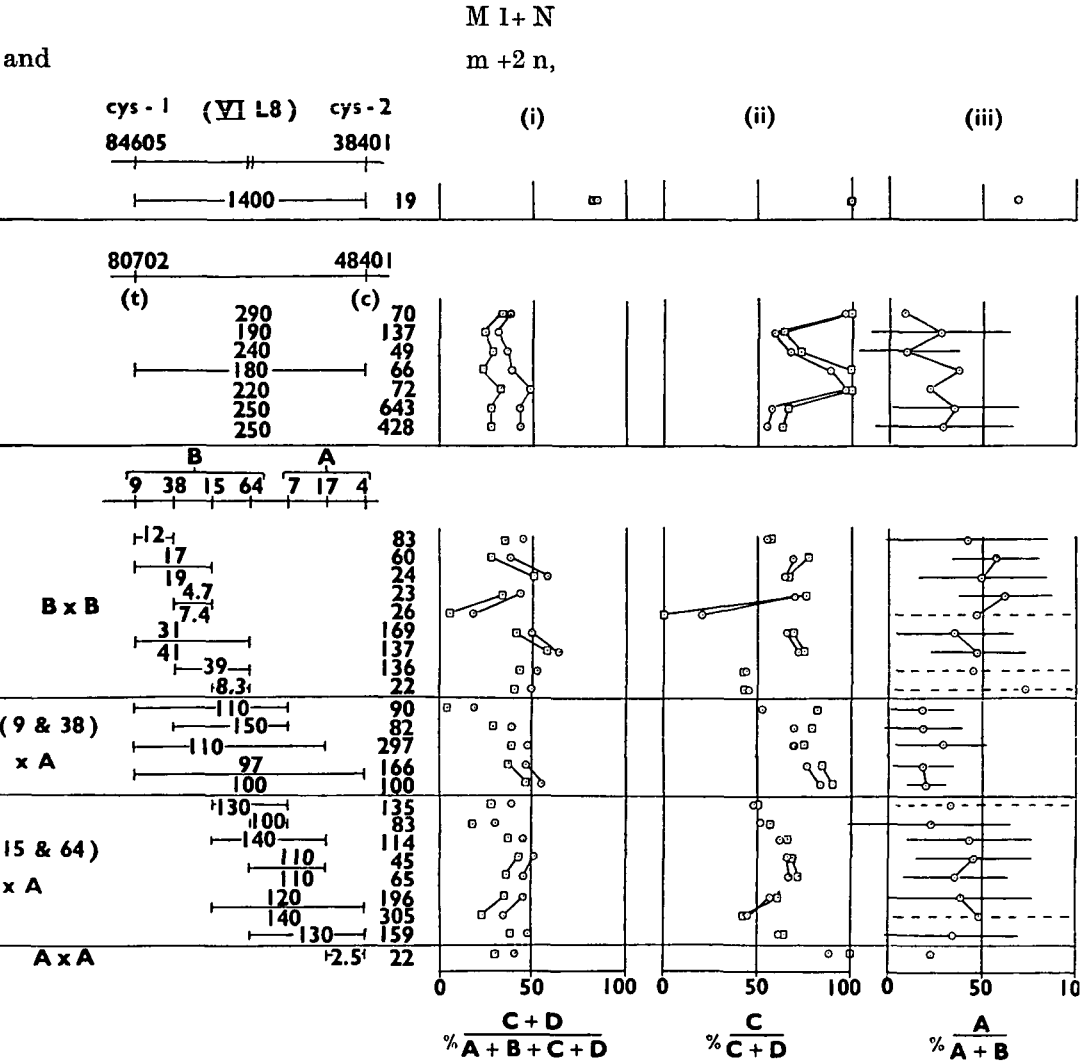 M 1+ N
and m +2 n,
cys - 1 (VI L8) cys - 2 (i) (ii) (iii)
84605 38401
1400 19
80702 48401
(t) (c)
290 70
190 137
240 49
180 66
220 72
250 643
250 428
B A
9 38 15 64 7 17 4
12 83
17 60
19 24
4.7 23
B x B
7.4 26
31 169
41 137
39 136
8.3 22
110 90
(9 & 38) 150 82
x A 110 297
97 166
100 100
130 135
100 83
15 & 64) 140 114
110 45
x A 110 65
120 196
140 305
130 159
A x A 2.5 22
0 50 100 0 50 100 0 50 10
% C + D / A + B + C + D % C / C + D % A / A + B